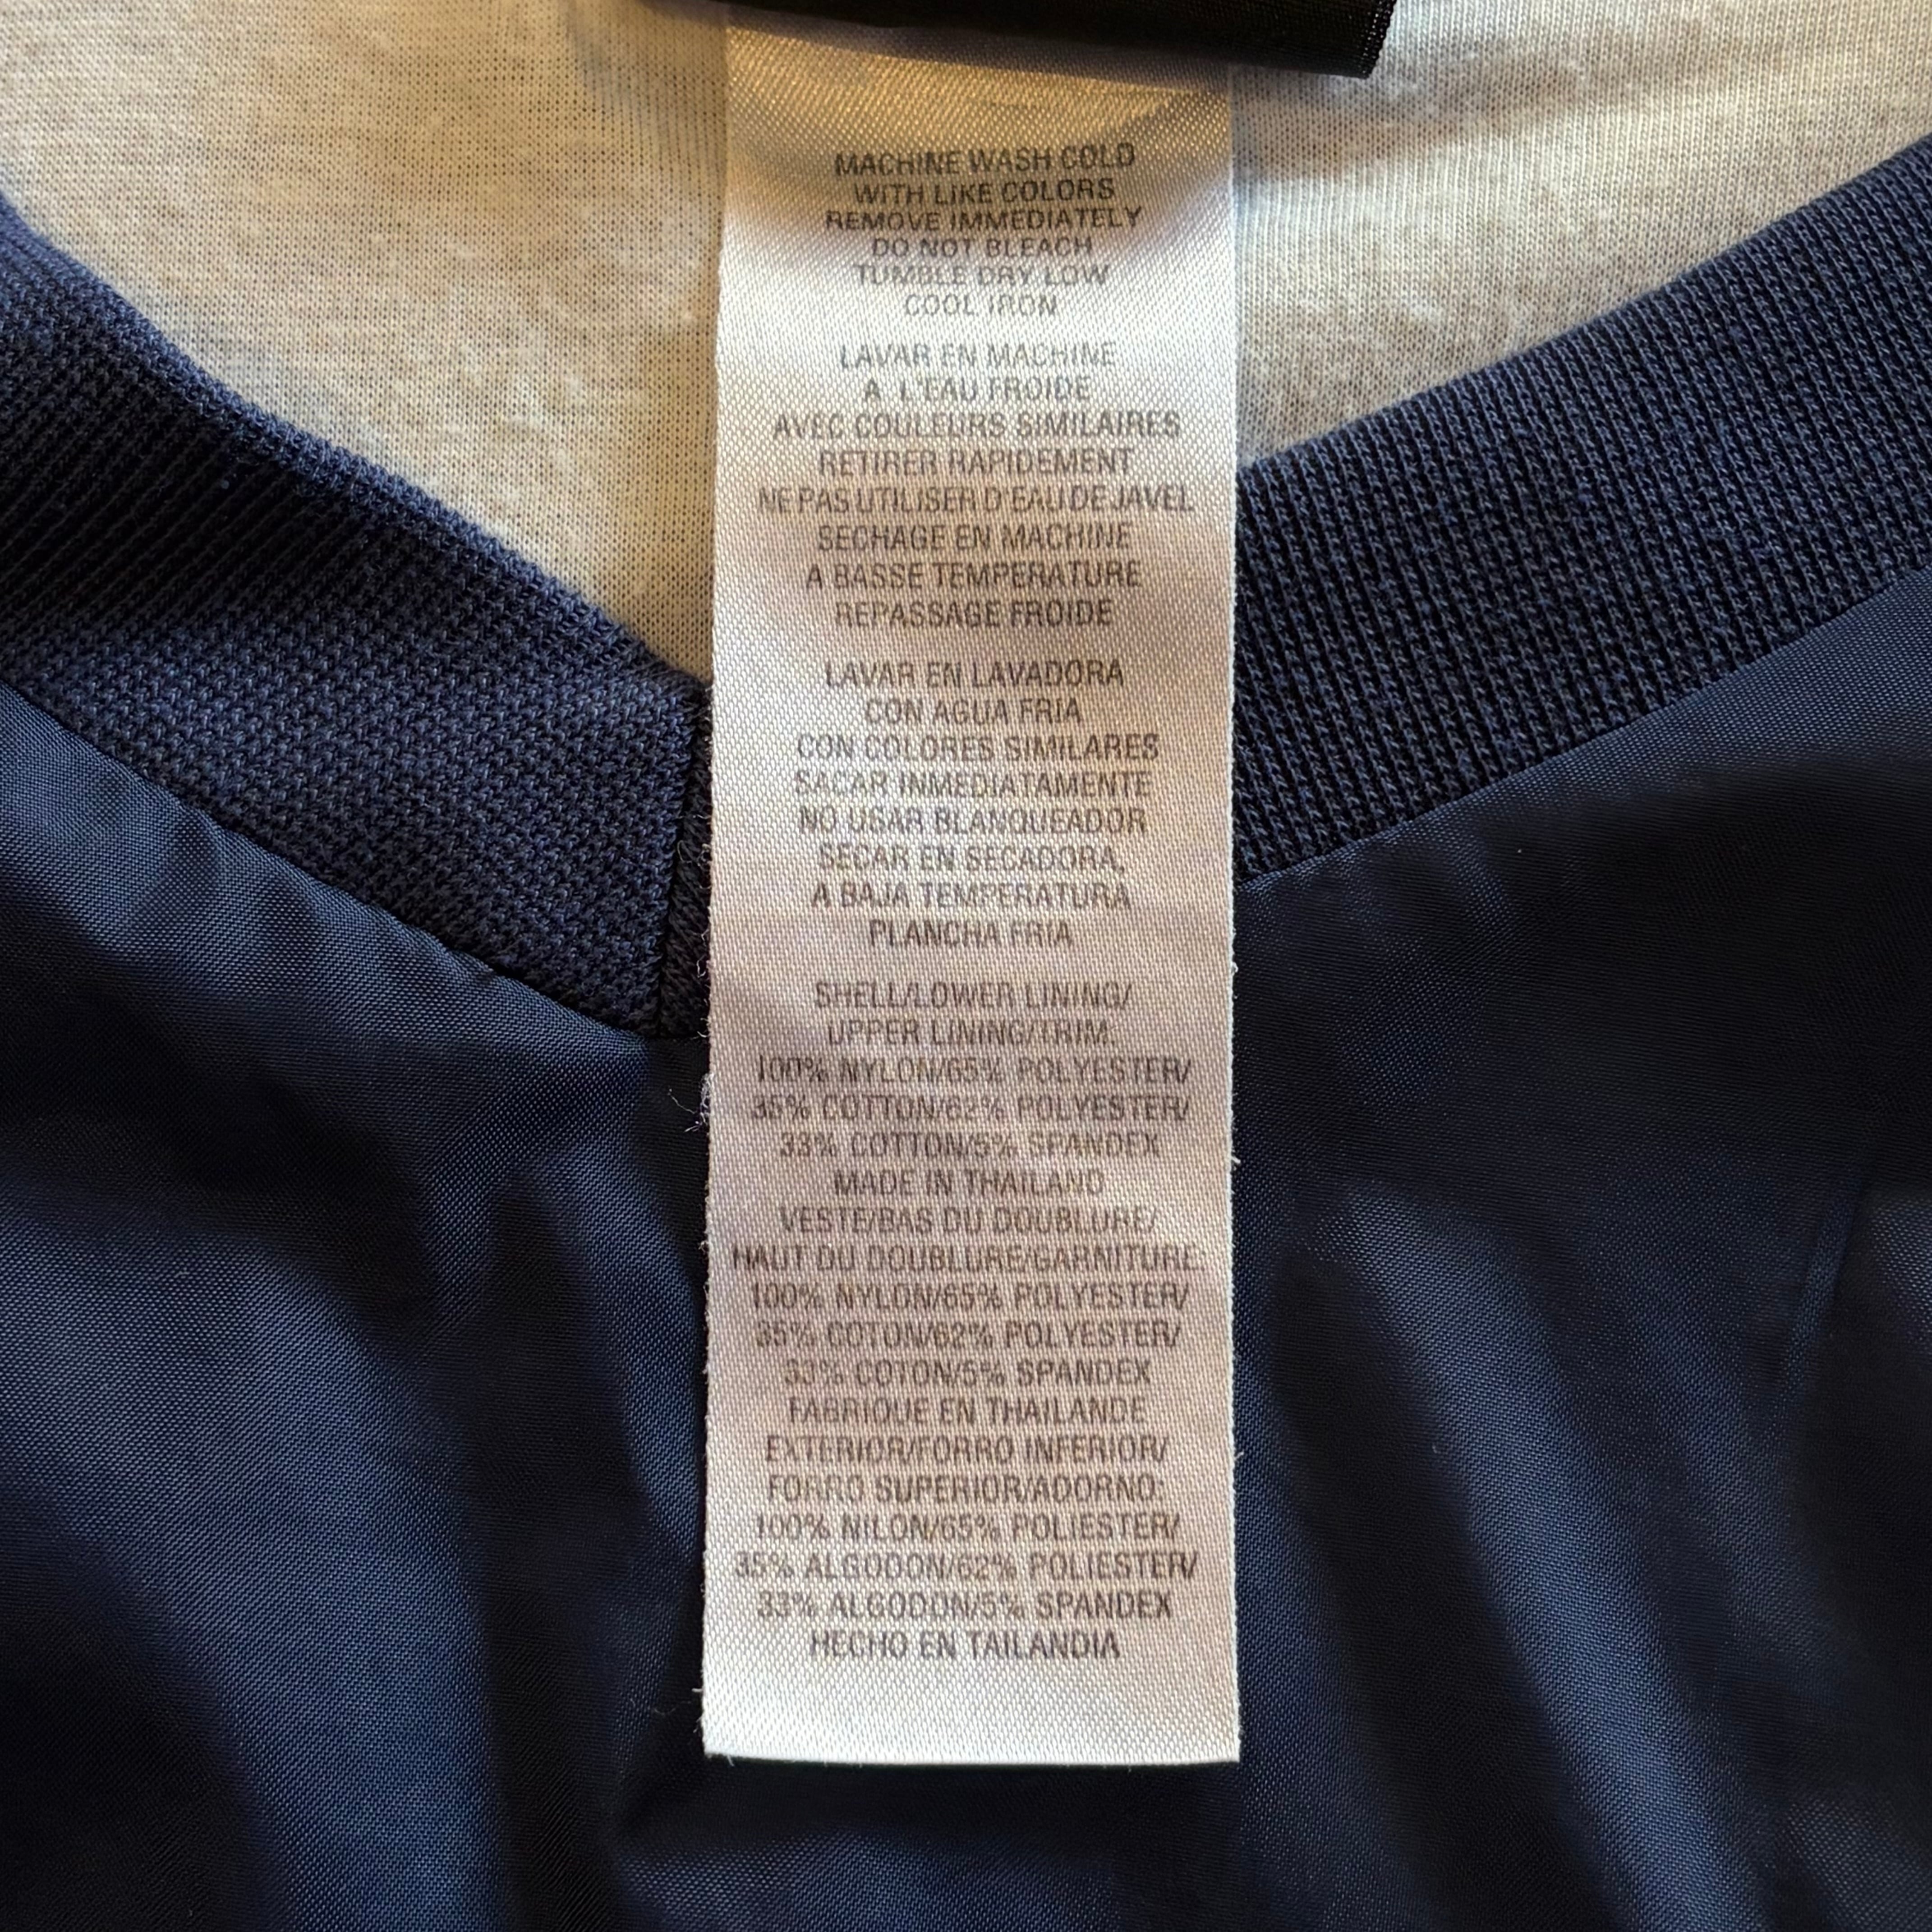 MACHINE WASH COLD
WITH LIKE COLORS
REMOVE IMMEDIATELY
DO NOT BLEACH
TUMBLE DRY LOW
COOL IRON
LAVAR EN MACHINE
A L'EAU FROIDE
AVEC COULEURS SIMILAIRES
RETIRER RAPIDEMENT
NE PAS UTILISER D'EAU DE JAVEL
SECHAGE EN MACHINE
A BASSE TEMPERATURE
REPASSAGE FROIDE
LAVAR EN LAVADORA
CON AGUA FRIA
CON COLORES SIMILARES
SACAR INMEDIATAMENTE
NO USAR BLANQUEADOR
SECAR EN SECADORA,
A BAJA TEMPERATURA
PLANCHA FRIA
SHELL/LOWER LINING/
UPPER LINING/TRIM:
100% NYLON/65% POLYESTER/
35% COTTON/62% POLYESTER/
33% COTTON/5% SPANDEX
MADE IN THAILAND
VESTE/BAS DU DOUBLURE/
HAUT DU DOUBLURE/GARNITURE:
100% NYLON/65% POLYESTER/
35% COTON/62% POLYESTER/
33% COTON/5% SPANDEX
FABRIQUE EN THAILANDE
EXTERIOR/FORRO INFERIOR/
FORRO SUPERIOR/ADORNO:
100% NILON/65% POLIESTER/
35% ALGODON/62% POLIESTER/
33% ALGODON/5% SPANDEX
HECHO EN TAILANDIA